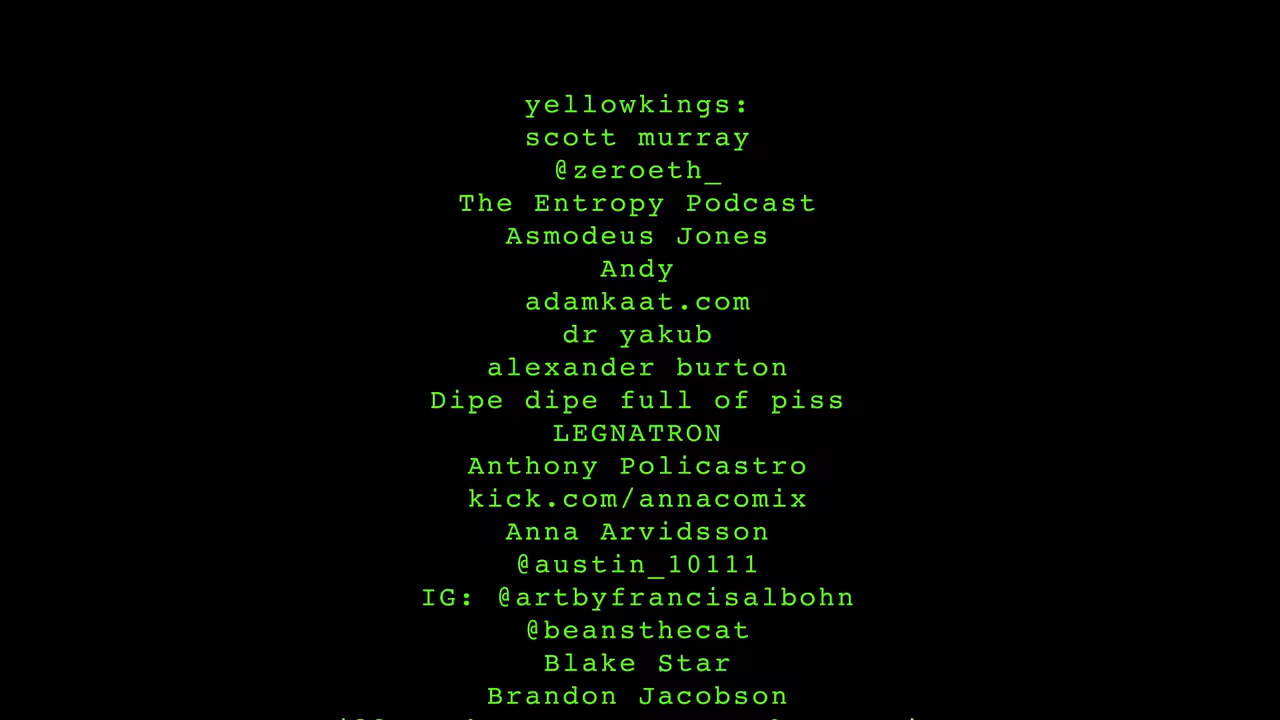 yellowkings:
scott murray
@zeroeth_
The Entropy Podcast
Asmodeus Jones
Andy
adamkaat.com
dr yakub
alexander burton
Dipe dipe full of piss
LEGNATRON
Anthony Policastro
kick.com/annacomix
Anna Arvidsson
@austin_10111
IG: @artbyfrancisalbohn
@beansthecat
Blake Star
Brandon Jacobson